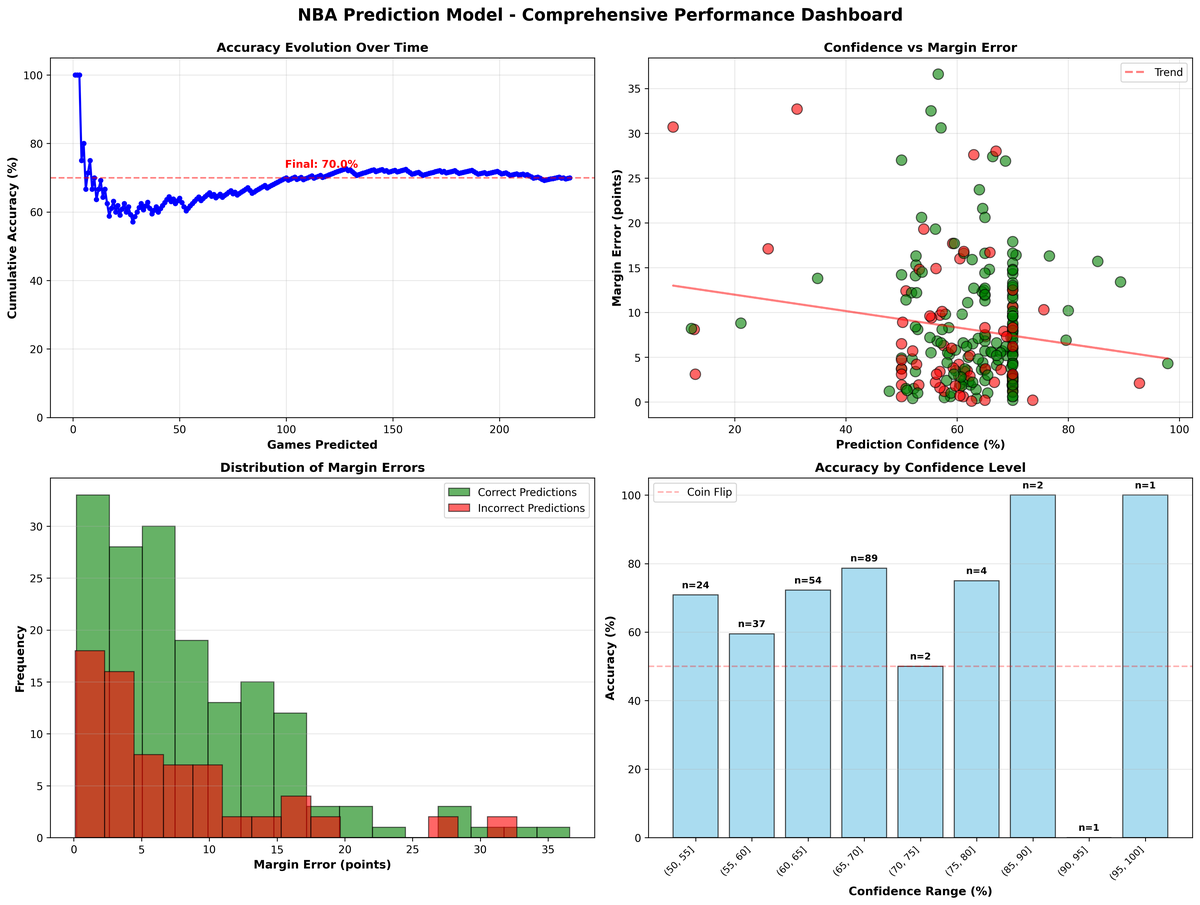 NBA Prediction Model - Comprehensive Performance Dashboard
Accuracy Evolution Over Time
Cumulative Accuracy (%)
100
80
60
40
20
0
Final: 70.0%
0
50
100
150
200
Games Predicted
Confidence vs Margin Error
Margin Error (points)
35
30
25
20
15
10
5
0
Trend
20
40
60
80
100
Prediction Confidence (%)
Distribution of Margin Errors
Frequency
30
25
20
15
10
5
0
Correct Predictions
Incorrect Predictions
0
5
10
15
20
25
30
35
Margin Error (points)
Accuracy by Confidence Level
Accuracy (%)
100
80
60
40
20
0
Coin Flip
n=24
n=37
n=54
n=89
n=2
n=4
n=2
n=1
n=1
(50, 55]
(55, 60]
(60, 65]
(65, 70]
(70, 75]
(75, 80]
(85, 90]
(90, 95]
(95, 100]
Confidence Range (%)